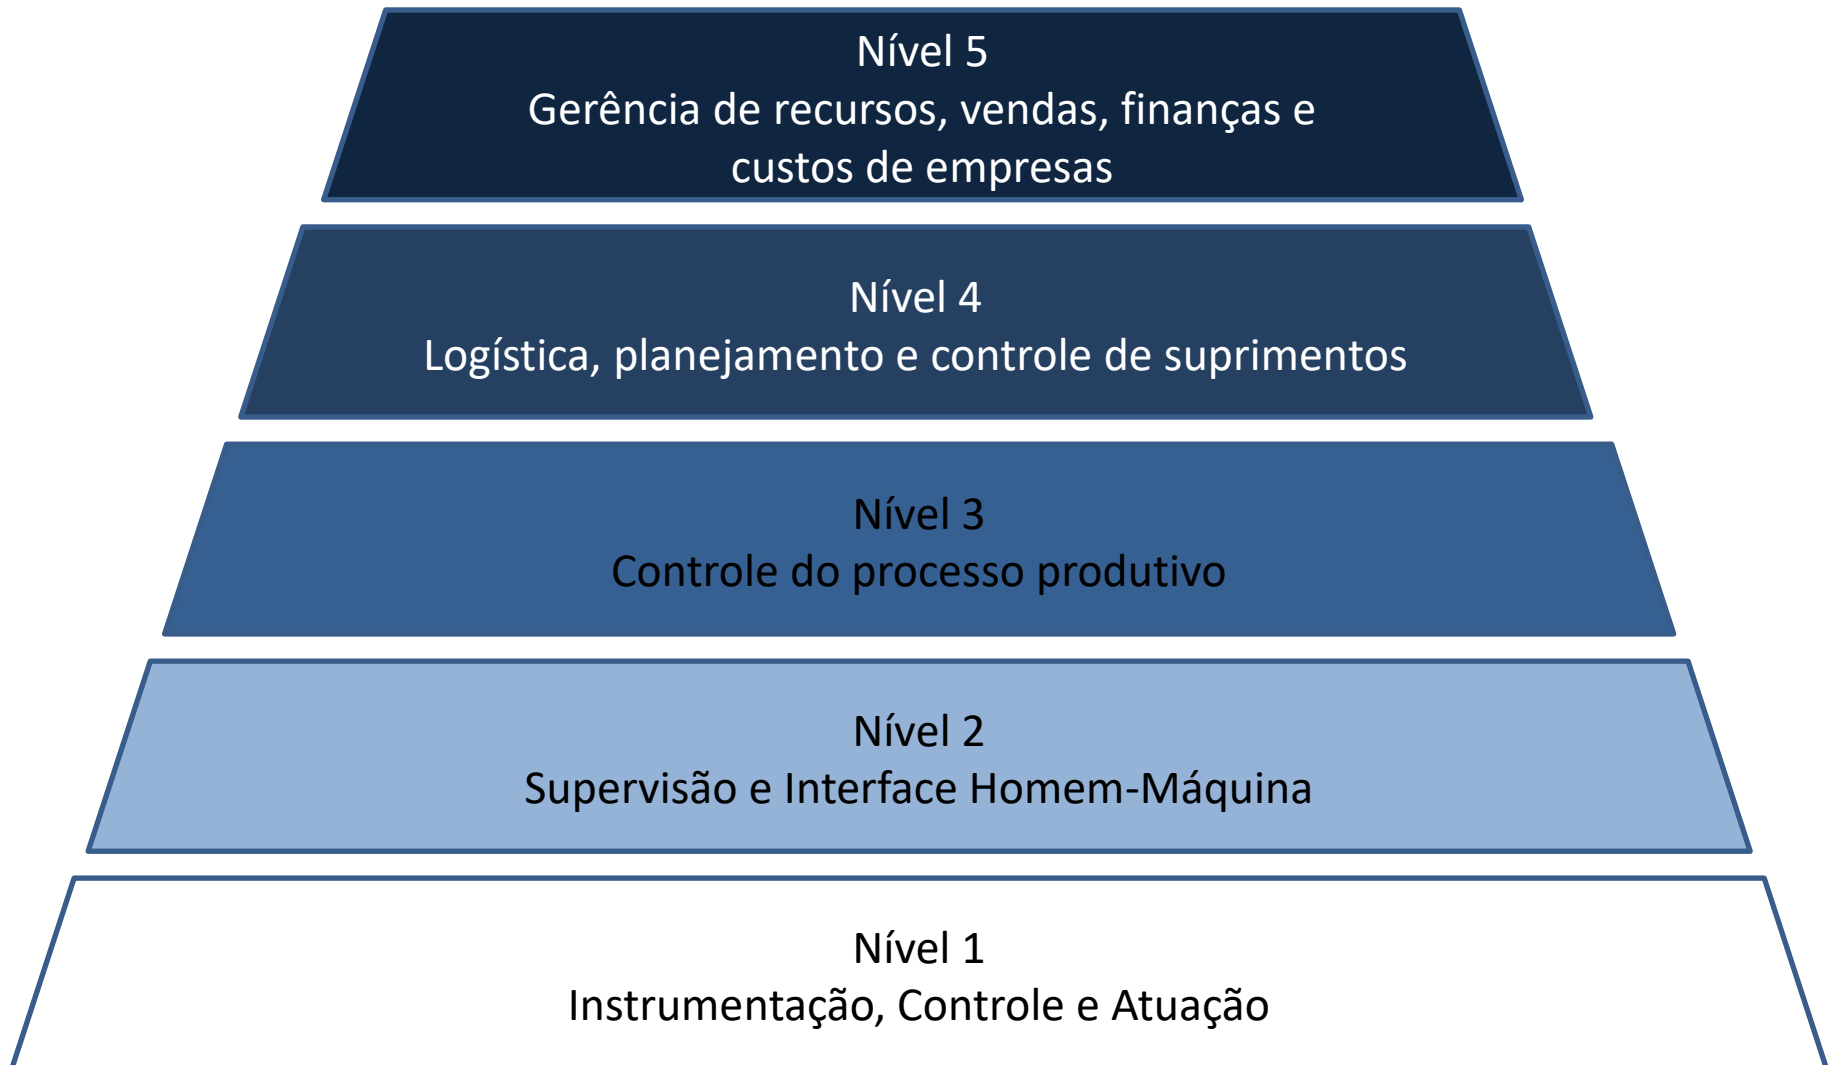 Nível 5
Gerência de recursos, vendas, finanças e
custos de empresas
Nível 4
Logística, planejamento e controle de suprimentos
Nível 3
Controle do processo produtivo
Nível 2
Supervisão e Interface Homem-Máquina
Nível 1
Instrumentação, Controle e Atuação